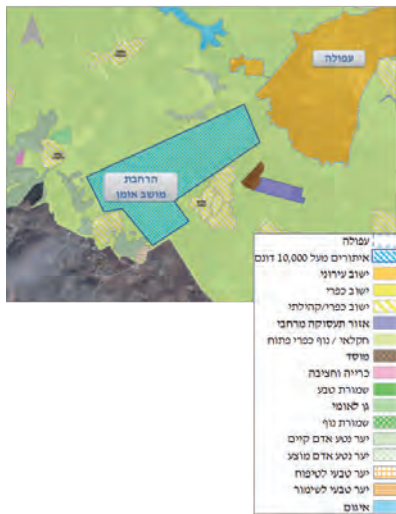 עפולה
הרחבת
מושב אומן
עפולה
איתורים מעל 10,000 דונם
ישוב עירוני
ישוב כפרי
ישוב כפרי/קהילתי
אזור תעסוקה מרחבי
חקלאי / נוף כפרי פתוח
מוסד
כרייה וחציבה
שמורת טבע
גן לאומי
שמורת נוף
יער נטע אדם קיים
יער נטע אדם מוצע
יער טבעי לטיפוח
יער טבעי לשימור
איגום